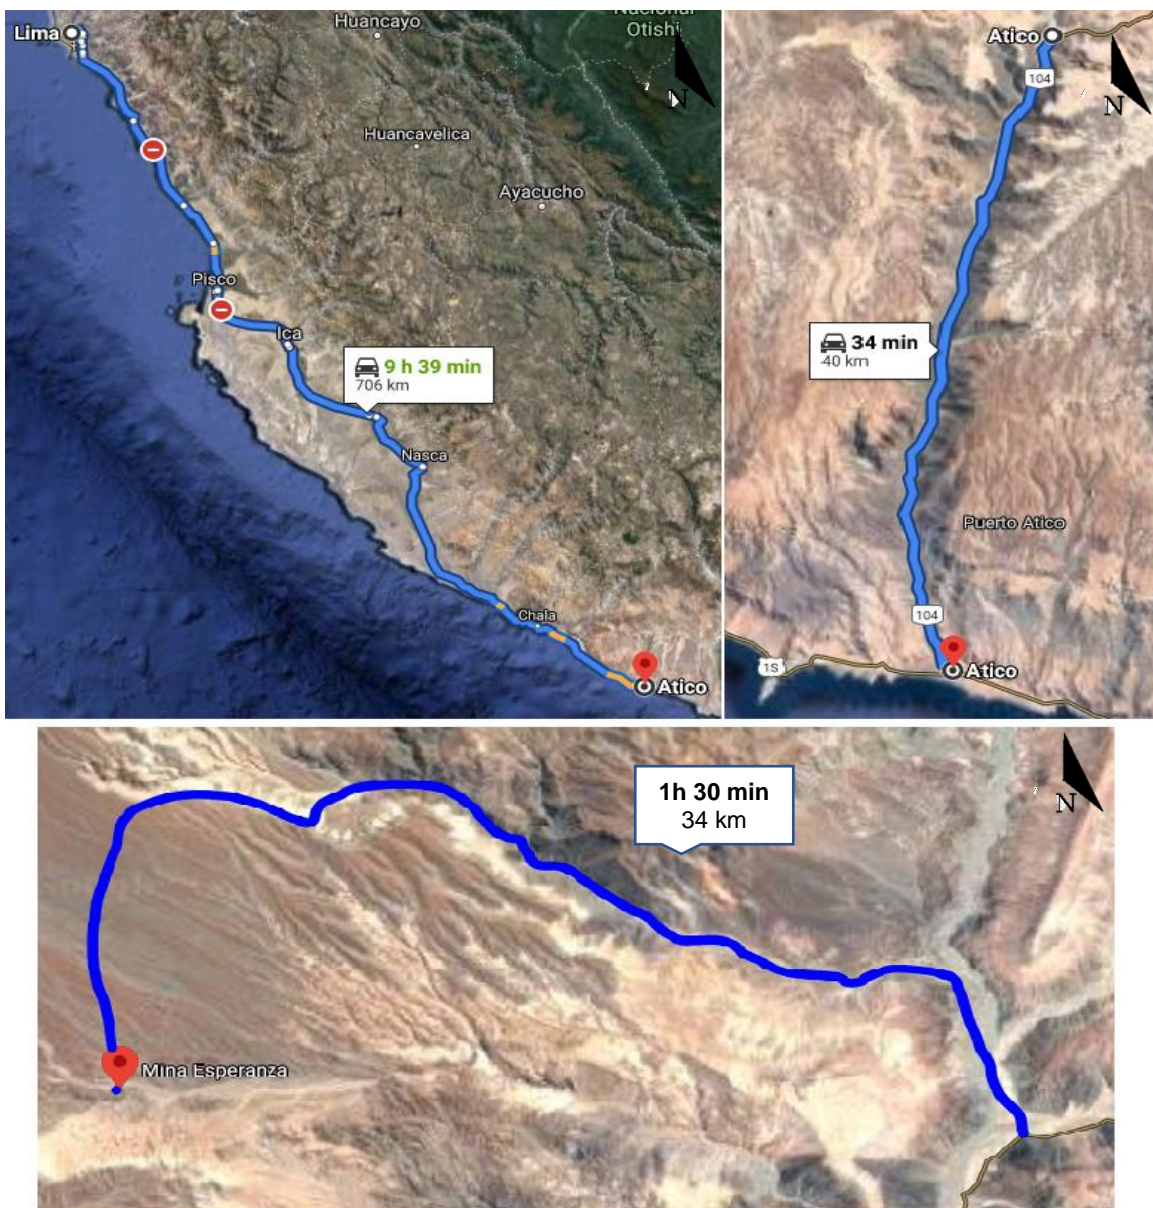 Lima
Huancayo
Nacional
Otishi
N
Huancavelica
Ayacucho
Pisco
Ica
9 h 39 min
706 km
Nasca
Chala
Atico
Atico
104
N
34 min
40 km
Puerto Atico
104
1S
Atico
1h 30 min
34 km
N
Mina Esperanza